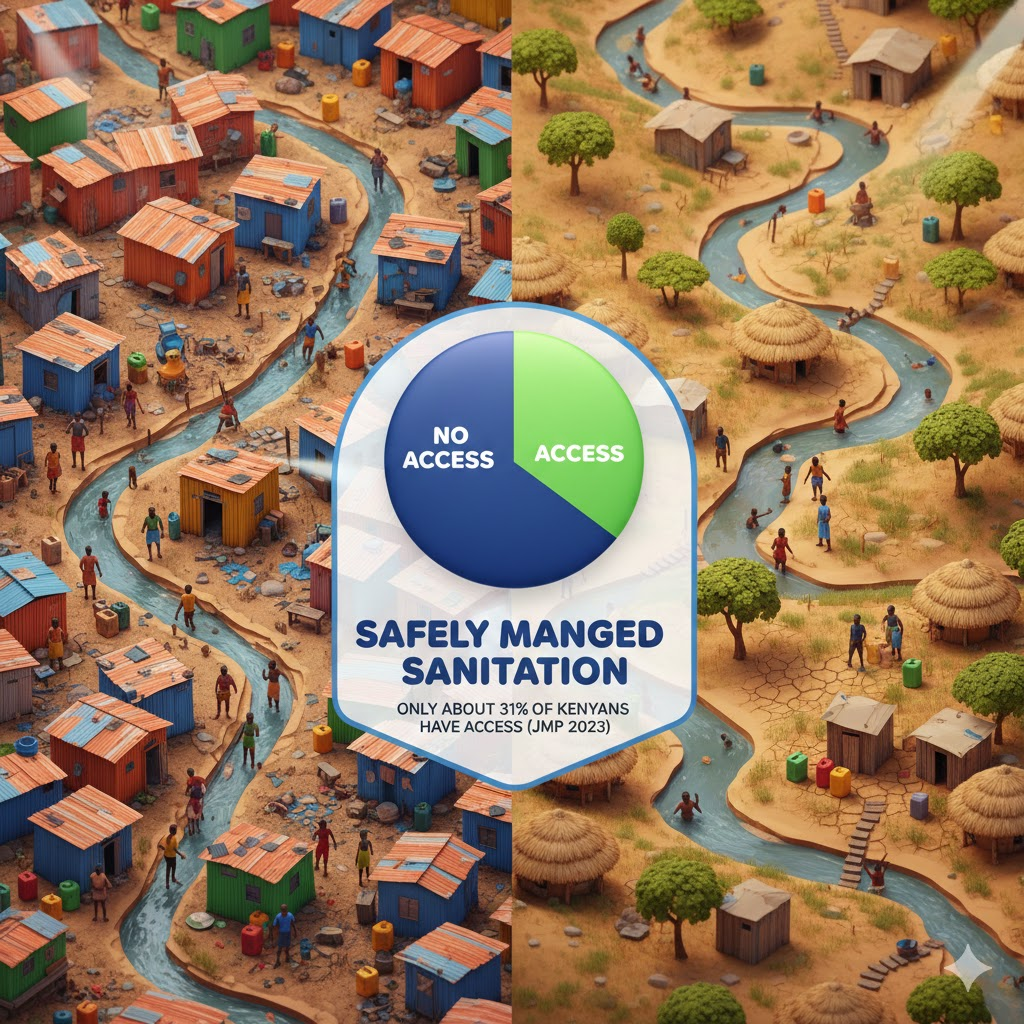 NO
ACCESS
ACCESS
SAFELY MANGED
SANITATION
ONLY ABOUT 31% OF KENYANS
HAVE ACCESS (JMP 2023)